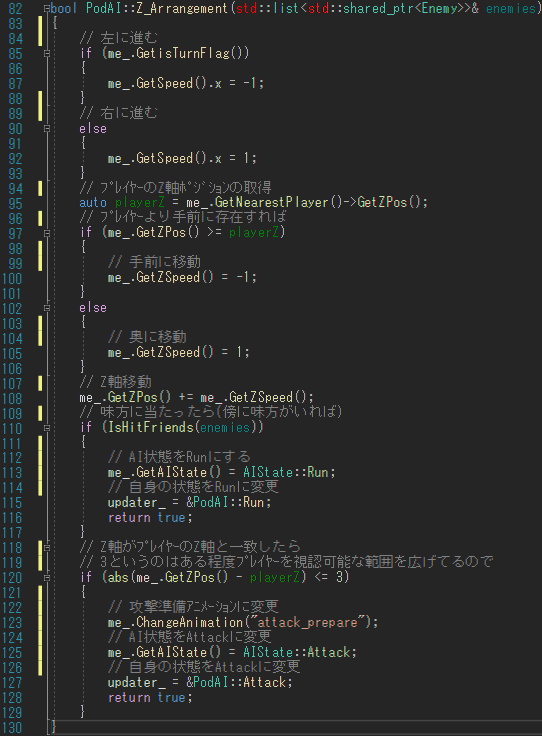 82 bool PodAI::Z_Arrangement(std::list<std::shared_ptr<Enemy>>& enemies)
83 {
84 // 左に進む
85 if (me_.GetisTurnFlag())
86 {
87 me_.GetSpeed().x = -1;
88 }
89 // 右に進む
90 else
91 {
92 me_.GetSpeed().x = 1;
93 }
94 // ﾌﾟﾚｲﾔｰのZ軸ﾎﾟｼﾞｼｮﾝの取得
95 auto playerZ = me_.GetNearestPlayer()->GetZPos();
96 // ﾌﾟﾚｲﾔｰより手前に存在すれば
97 if (me_.GetZPos() >= playerZ)
98 {
99 // 手前に移動
100 me_.GetZSpeed() = -1;
101 }
102 else
103 {
104 // 奥に移動
105 me_.GetZSpeed() = 1;
106 }
107 // Z軸移動
108 me_.GetZPos() += me_.GetZSpeed();
109 // 味方に当たったら(傍に味方がいれば)
110 if (IsHitFriends(enemies))
111 {
112 // AI状態をRunにする
113 me_.GetAIState() = AIState::Run;
114 // 自身の状態をRunに変更
115 updater_ = &PodAI::Run;
116 return true;
117 }
118 // Z軸がﾌﾟﾚｲﾔｰのZ軸と一致したら
119 // 3というのはある程度ﾌﾟﾚｲﾔｰを視認可能な範囲を広げてるので
120 if (abs(me_.GetZPos() - playerZ) <= 3)
121 {
122 // 攻撃準備ｱﾆﾒｰｼｮﾝに変更
123 me_.ChangeAnimation("attack_prepare");
124 // AI状態をAttackに変更
125 me_.GetAIState() = AIState::Attack;
126 // 自身の状態をAttackに変更
127 updater_ = &PodAI::Attack;
128 return true;
129 }
130 }